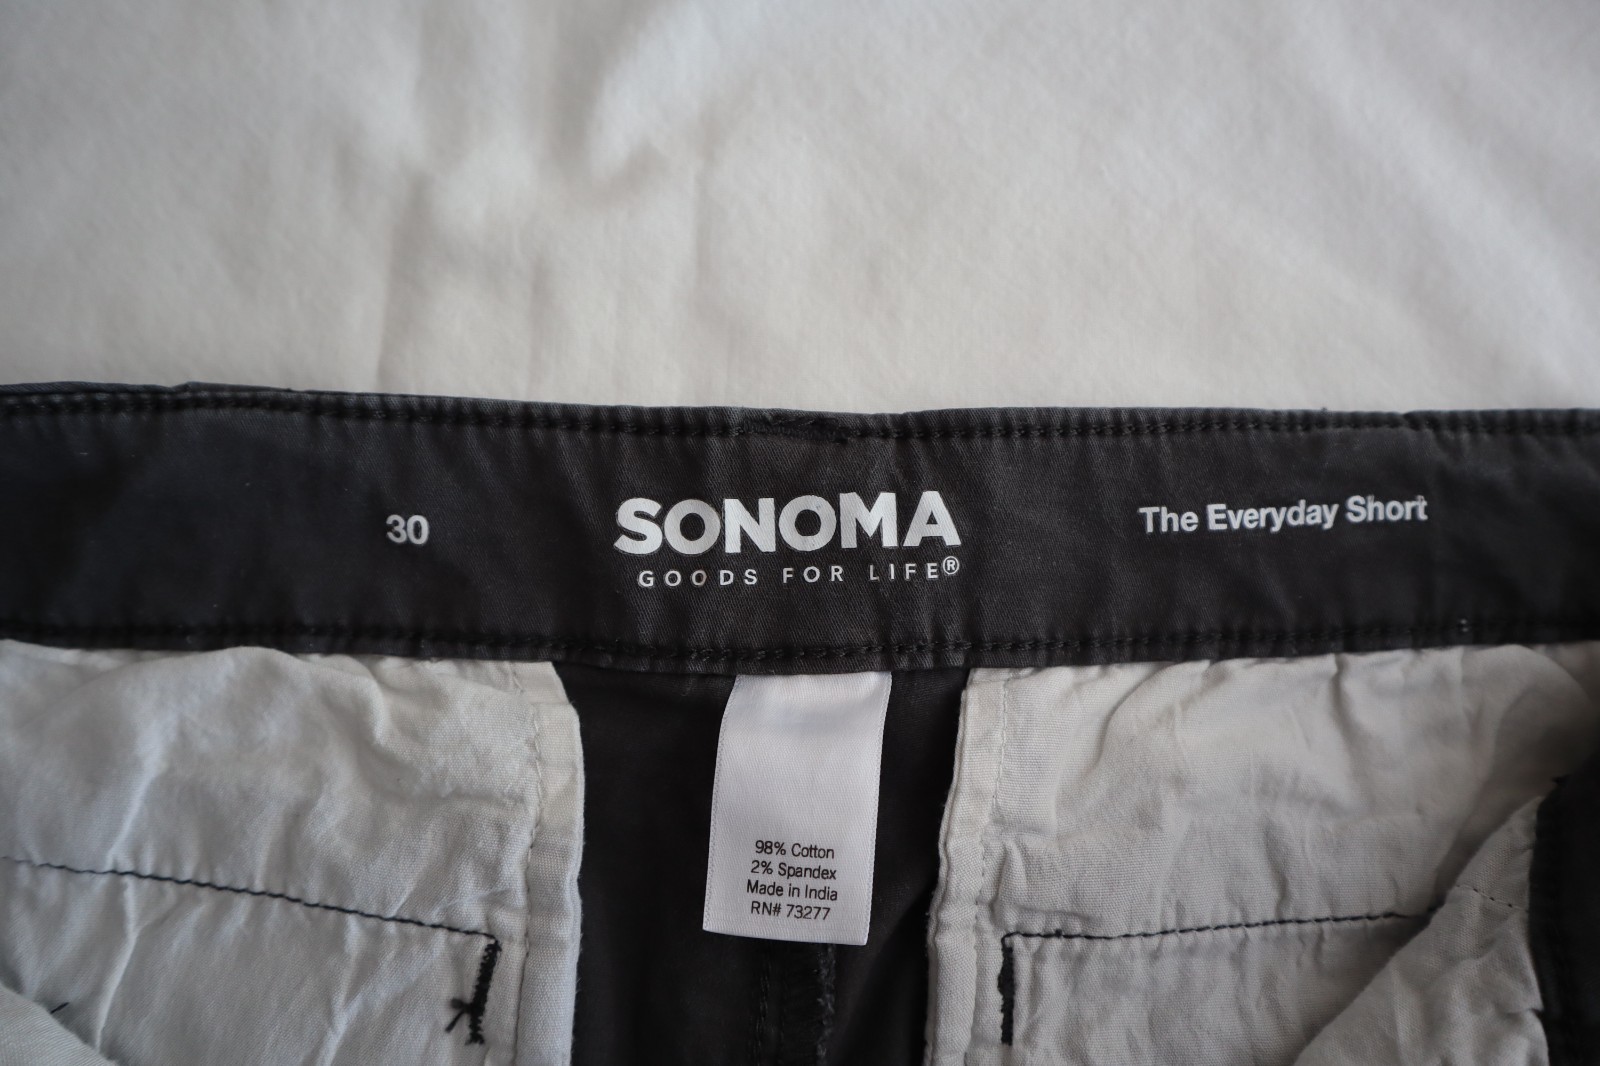 30
SONOMA
GOODS FOR LIFE®
The Everyday Short
98% Cotton
2% Spandex
Made in India
RN# 73277